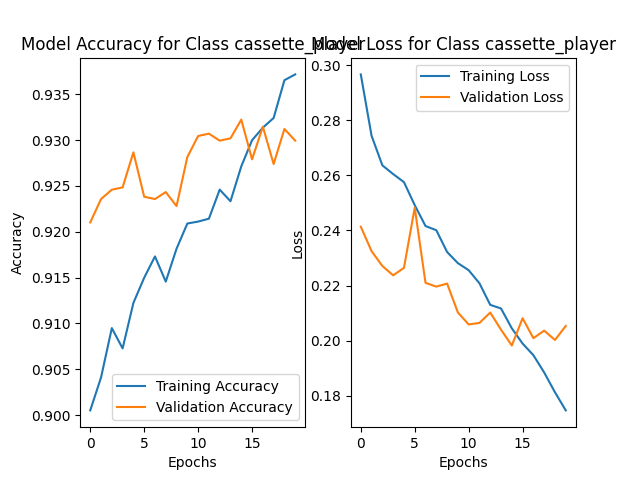 Model Accuracy for Class cassette_player
Model Loss for Class cassette_player
0.935
0.930
0.925
0.920
0.915
0.910
0.905
0.900
Accuracy
Training Accuracy
Validation Accuracy
0 5 10 15
Epochs
0.30
0.28
0.26
0.24
0.22
0.20
0.18
Loss
Training Loss
Validation Loss
0 5 10 15
Epochs